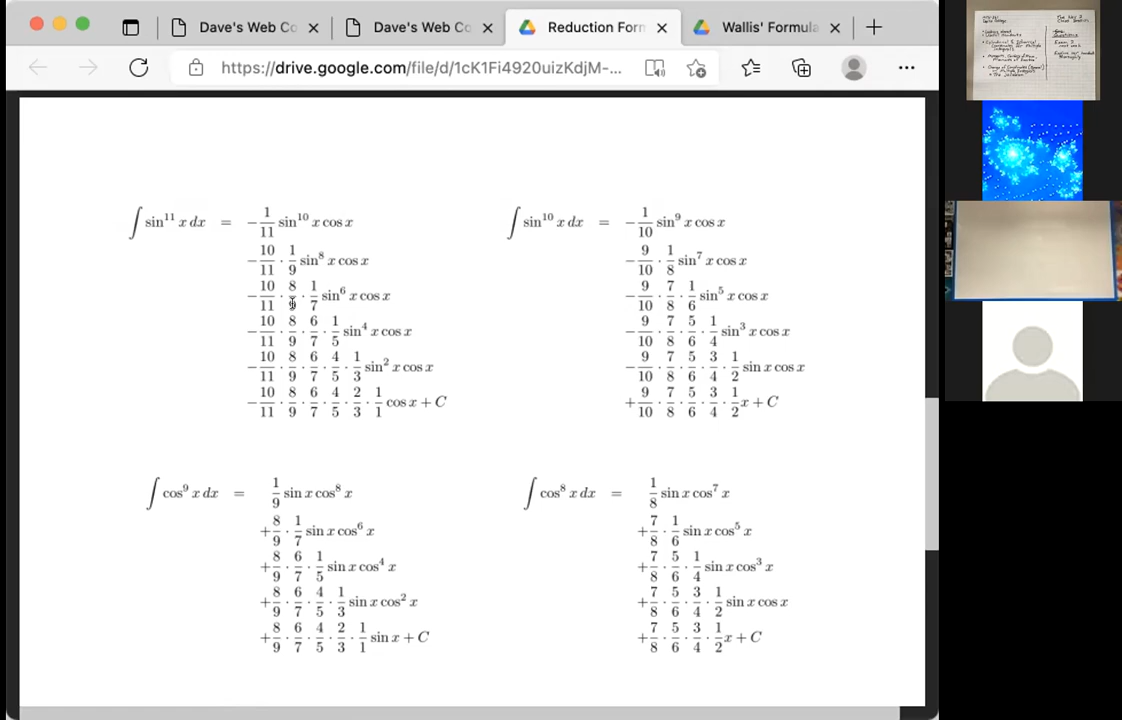 Dave's Web Co
Dave's Web Co
Reduction Form
Wallis' Formula
https://drive.google.com/file/d/1cK1Fi4920uizKdjM-...
∫ sin¹¹ x dx = −1/11 sin¹⁰ x cos x
−10/11 · 1/9 sin⁸ x cos x
−10/11 · 8/9 · 1/7 sin⁶ x cos x
−10/11 · 8/9 · 6/7 · 1/5 sin⁴ x cos x
−10/11 · 8/9 · 6/7 · 4/5 · 1/3 sin² x cos x
−10/11 · 8/9 · 6/7 · 4/5 · 2/3 · 1/1 cos x + C
∫ sin¹⁰ x dx = −1/10 sin⁹ x cos x
−9/10 · 1/8 sin⁷ x cos x
−9/10 · 7/8 · 1/6 sin⁵ x cos x
−9/10 · 7/8 · 5/6 · 1/4 sin³ x cos x
−9/10 · 7/8 · 5/6 · 3/4 · 1/2 sin x cos x
+9/10 · 7/8 · 5/6 · 3/4 · 1/2 x + C
∫ cos⁹ x dx = 1/9 sin x cos⁸ x
+8/9 · 1/7 sin x cos⁶ x
+8/9 · 6/7 · 1/5 sin x cos⁴ x
+8/9 · 6/7 · 4/5 · 1/3 sin x cos² x
+8/9 · 6/7 · 4/5 · 2/3 · 1/1 sin x + C
∫ cos⁸ x dx = 1/8 sin x cos⁷ x
+7/8 · 1/6 sin x cos⁵ x
+7/8 · 5/6 · 1/4 sin x cos³ x
+7/8 · 5/6 · 3/4 · 1/2 sin x cos x
+7/8 · 5/6 · 3/4 · 1/2 x + C